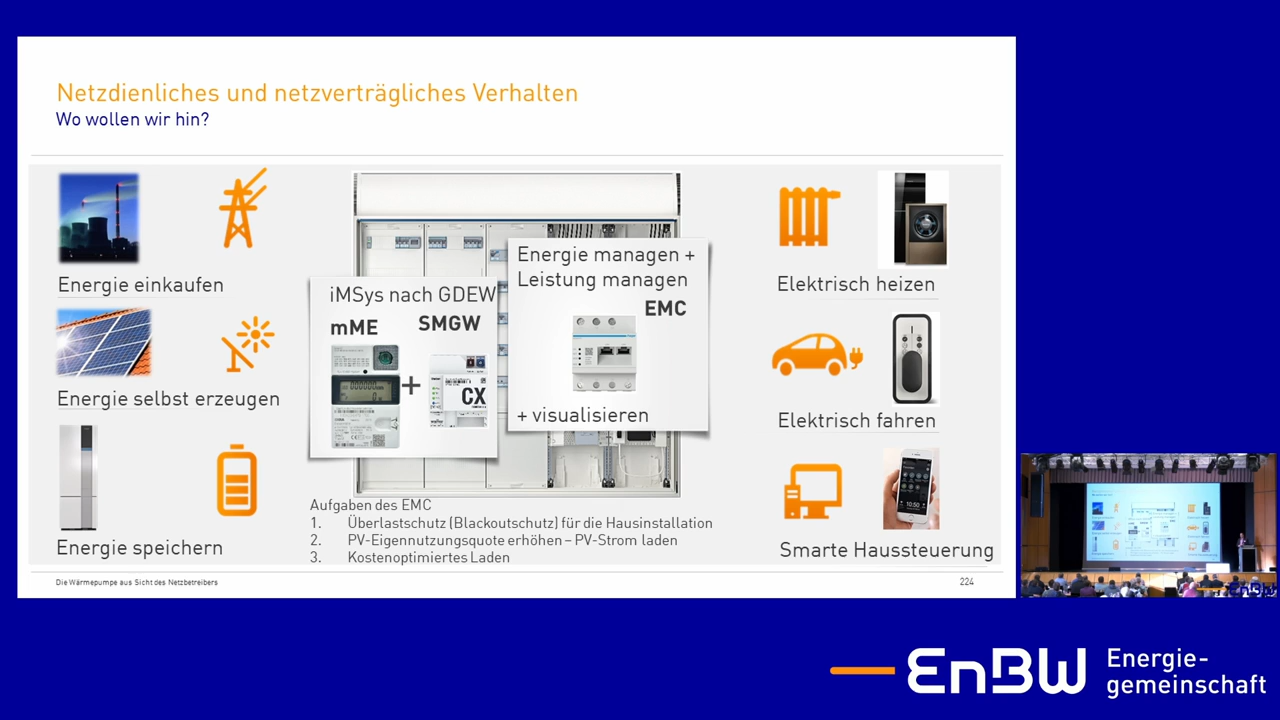 Netzdienliches und netzverträgliches Verhalten
Wo wollen wir hin?
Energie einkaufen
Energie selbst erzeugen
Energie speichern
iMSys nach GDEW
mME
SMGW
+
CX
Energie managen +
Leistung managen
EMC
+ visualisieren
Elektrisch heizen
Elektrisch fahren
Smarte Haussteuerung
Aufgaben des EMC
1. Überlastschutz (Blackoutschutz) für die Hausinstallation
2. PV-Eigennutzungsquote erhöhen – PV-Strom laden
3. Kostenoptimiertes Laden
Die Wärmepumpe aus Sicht des Netzbetreibers
224
EnBW
EnBW
Energie-
gemeinschaft